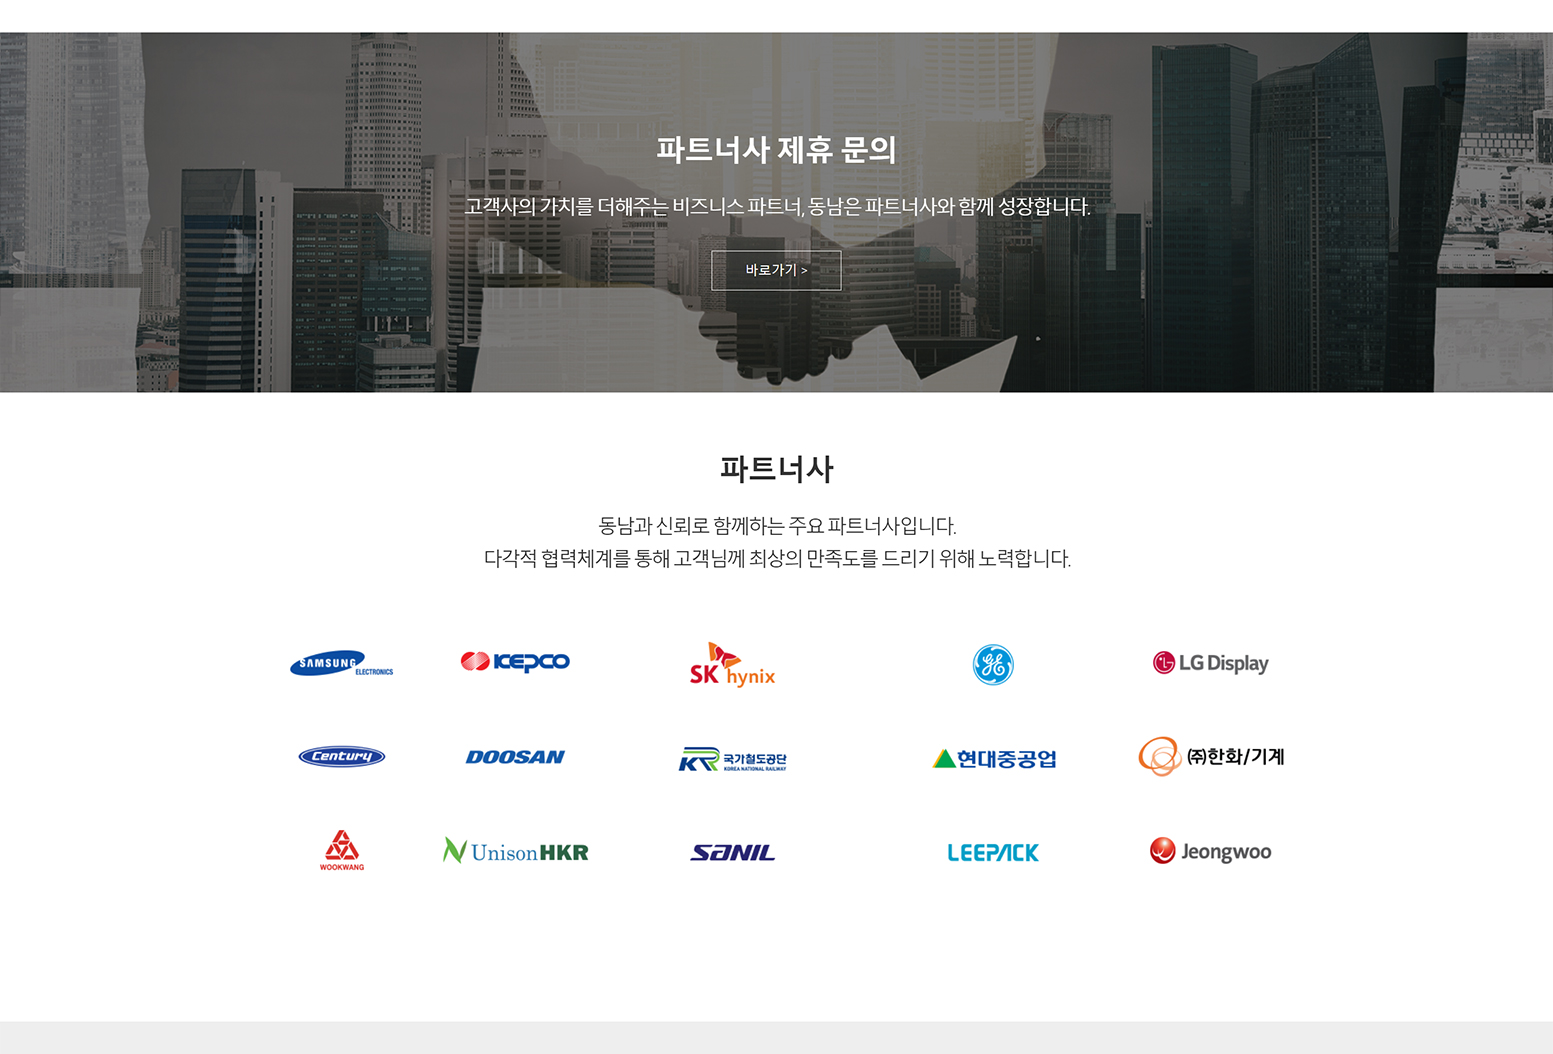 파트너사 제휴 문의
고객사의 가치를 더해주는 비즈니스 파트너, 동남은 파트너사와 함께 성장합니다.
바로가기 >
파트너사
동남과 신뢰로 함께하는 주요 파트너사입니다.
다각적 협력체계를 통해 고객님께 최상의 만족도를 드리기 위해 노력합니다.
SAMSUNG ELECTRONICS
KEPCO
SK hynix
GE
LG Display
Century
DOOSAN
KR 국가철도공단
KOREA NATIONAL RAILWAY
현대중공업
㈜한화/기계
WOOKWANG
Unison HKR
SANIL
LEEPACK
Jeongwoo